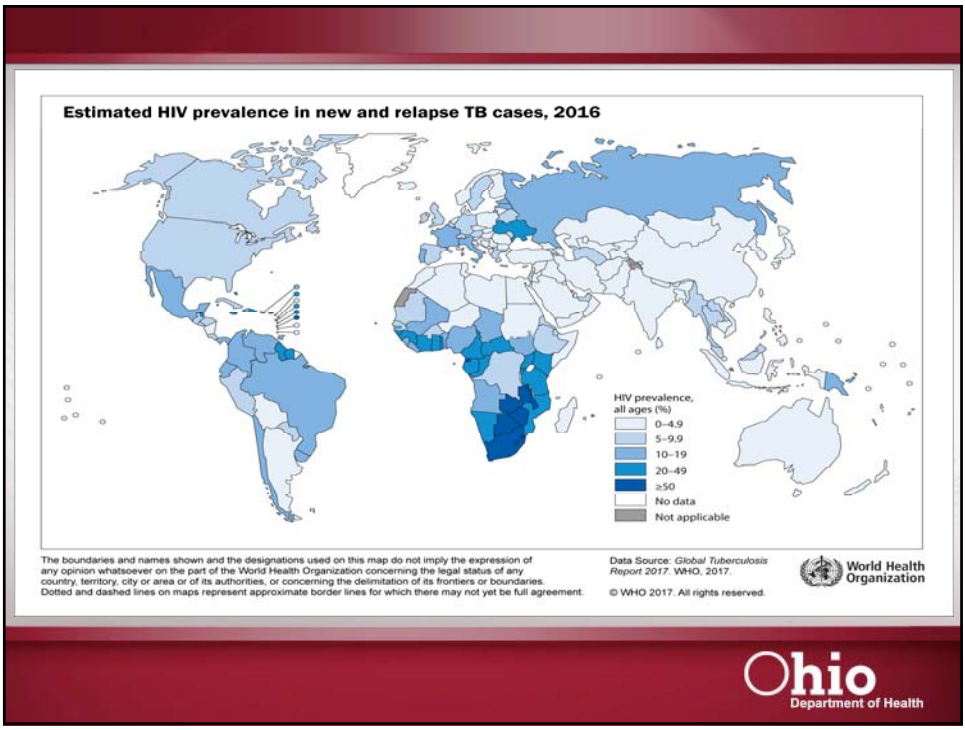 Estimated HIV prevalence in new and relapse TB cases, 2016
HIV prevalence,
all ages (%)
0–4.9
5–9.9
10–19
20–49
≥50
No data
Not applicable
The boundaries and names shown and the designations used on this map do not imply the expression of
any opinion whatsoever on the part of the World Health Organization concerning the legal status of any
country, territory, city or area or of its authorities, or concerning the delimitation of its frontiers or boundaries.
Dotted and dashed lines on maps represent approximate border lines for which there may not yet be full agreement.
Data Source: Global Tuberculosis
Report 2017. WHO, 2017.
© WHO 2017. All rights reserved.
World Health
Organization
Ohio
Department of Health